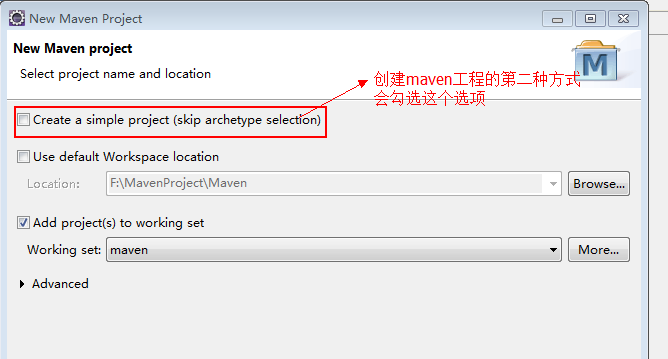 New Maven Project
New Maven project
Select project name and location
M
创建maven工程的第二种方式
会勾选这个选项
Create a simple project (skip archetype selection)
Use default Workspace location
Location: F:\MavenProject\Maven Browse...
Add project(s) to working set
Working set: maven More...
Advanced